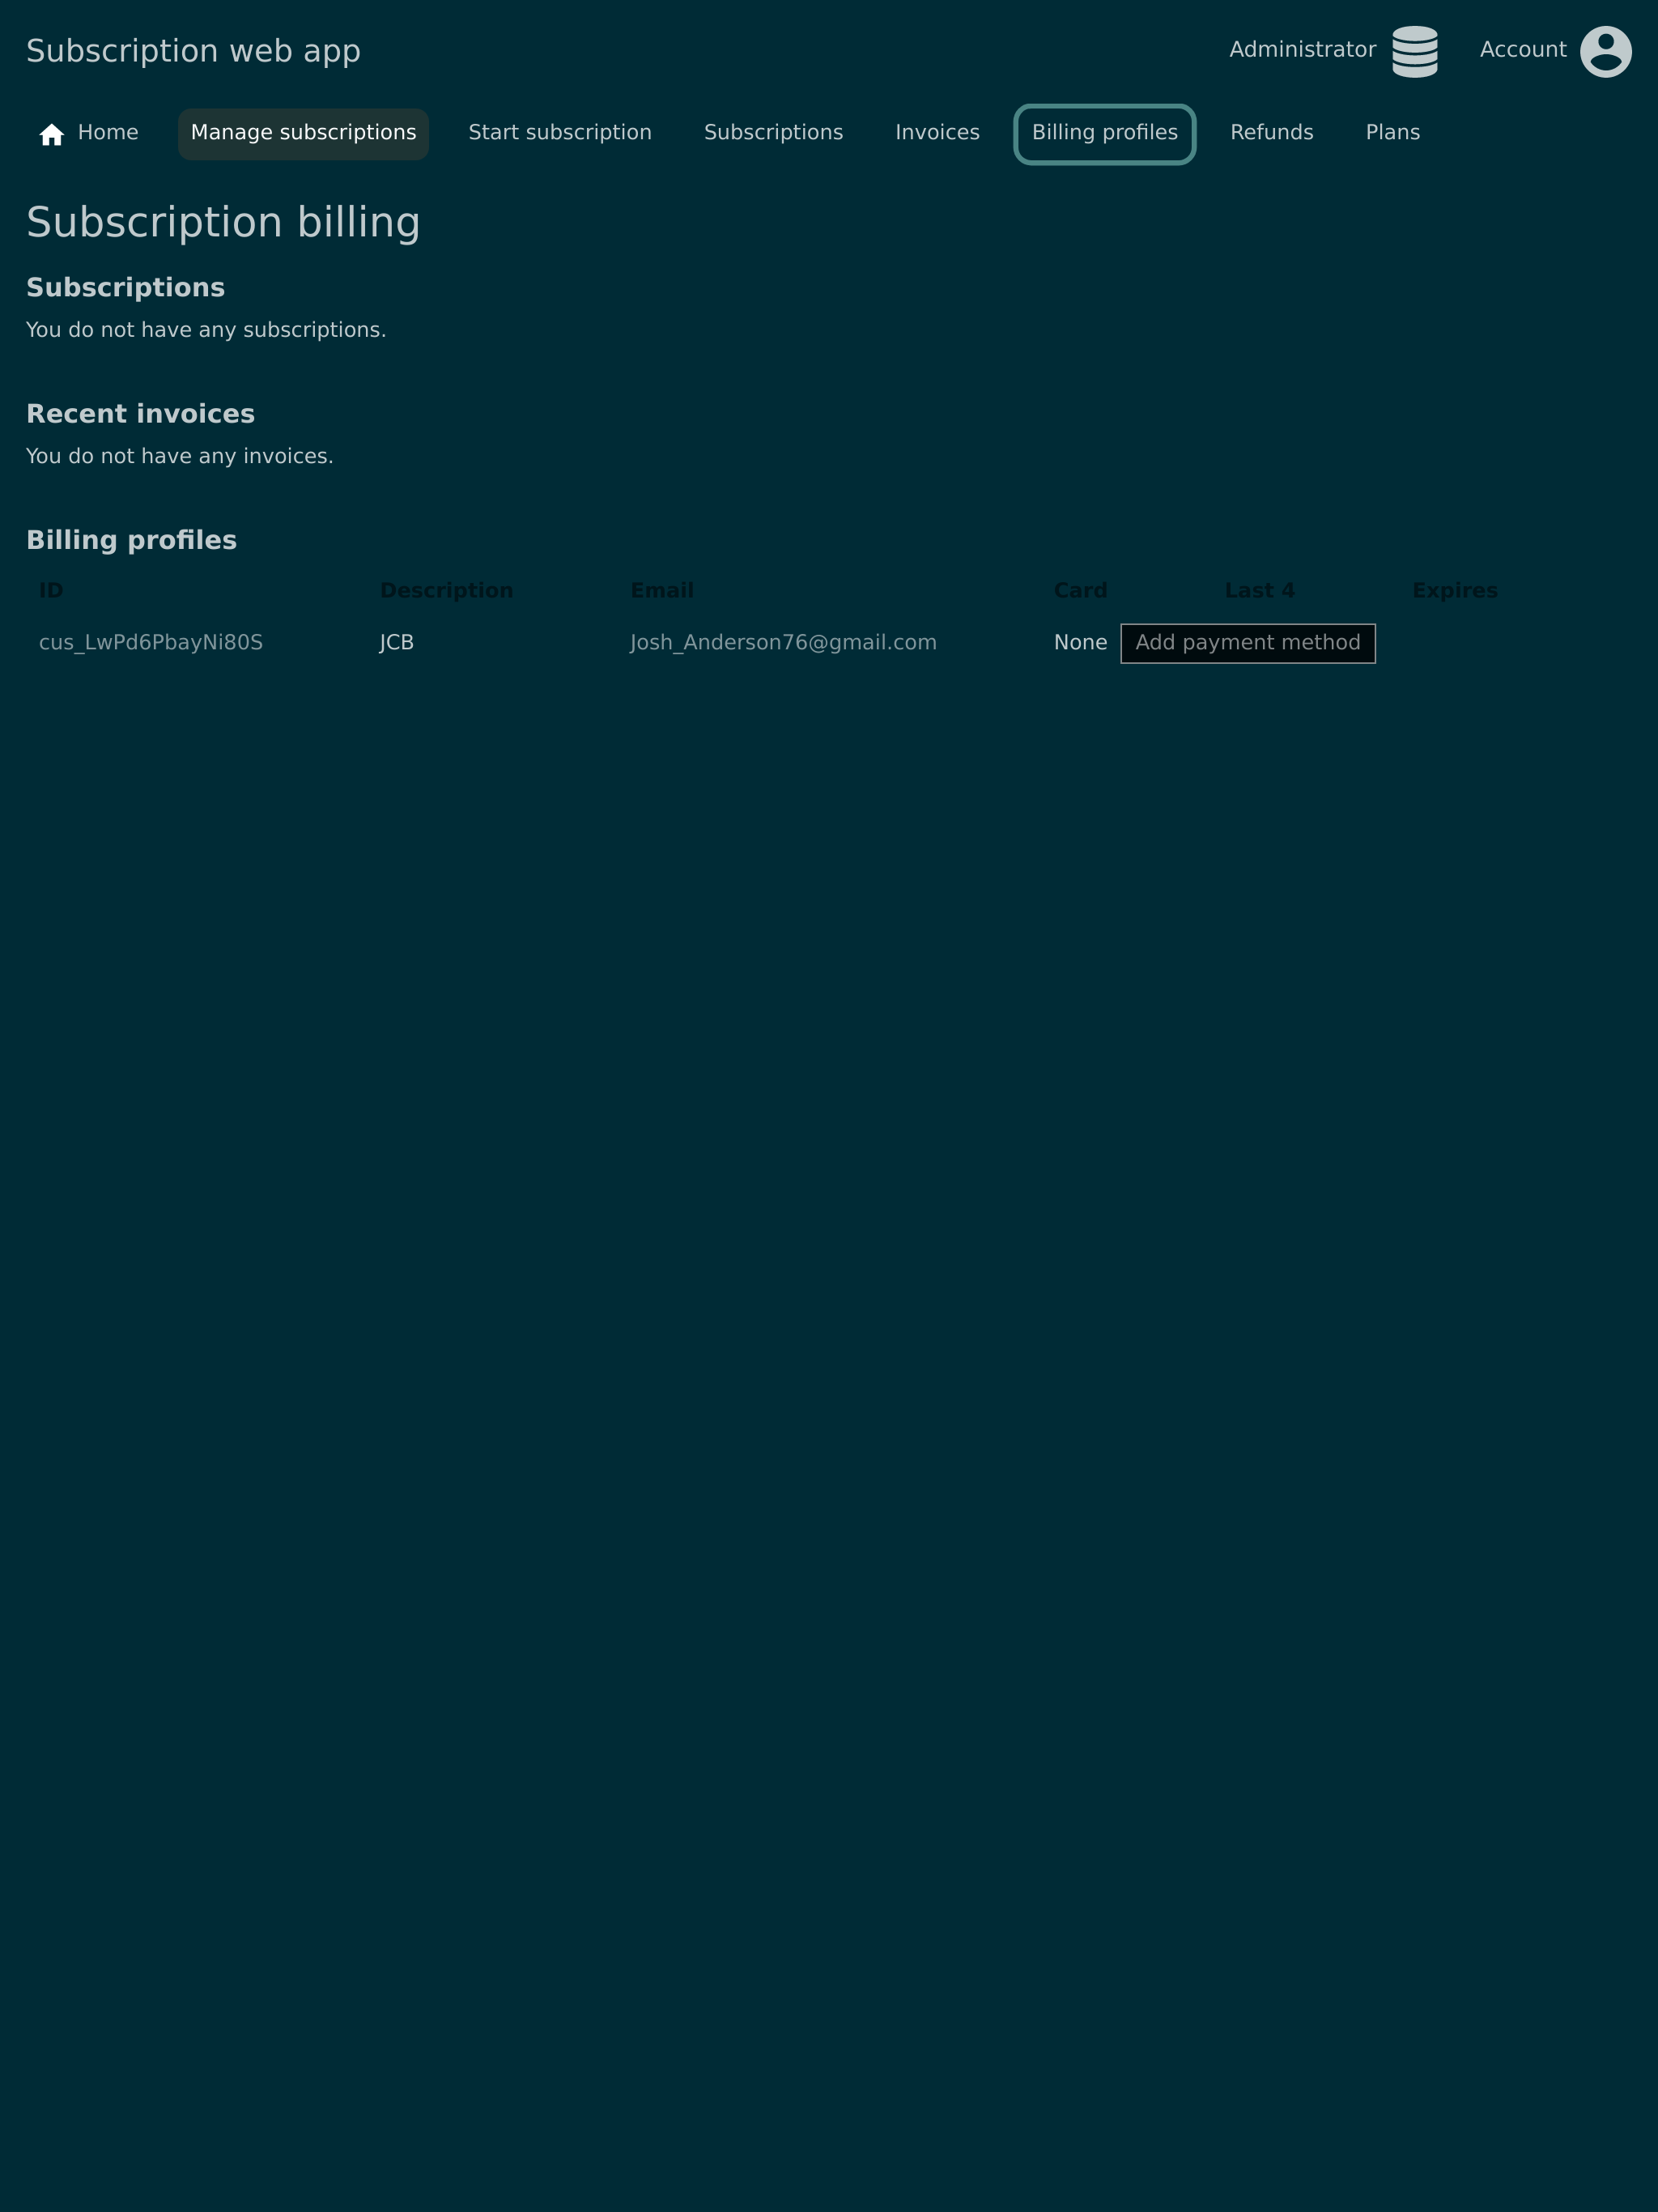 Subscription web app Administrator Account
Home Manage subscriptions Start subscription Subscriptions Invoices Billing profiles Refunds Plans
Subscription billing
Subscriptions
You do not have any subscriptions.
Recent invoices
You do not have any invoices.
Billing profiles
ID Description Email Card Last 4 Expires
cus_LwPd6PbayNi80S JCB Josh_Anderson76@gmail.com None Add payment method